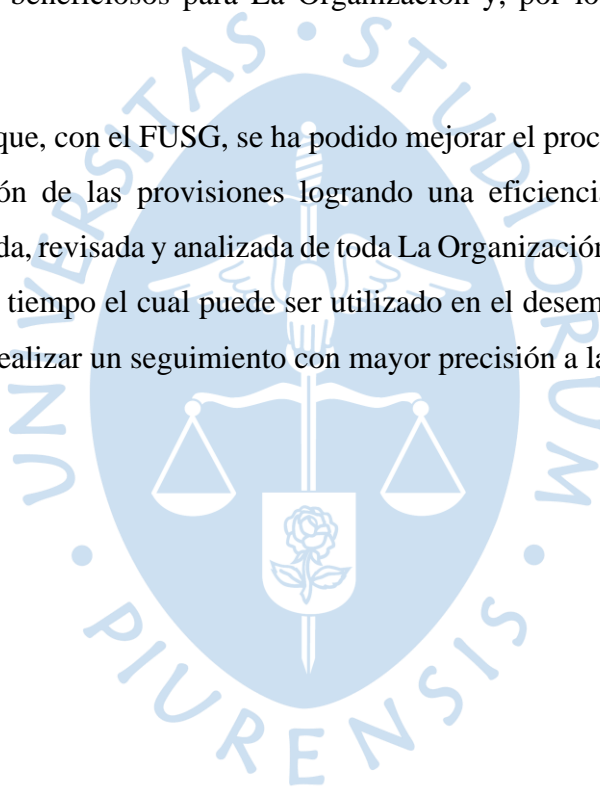 beneficiosos para La Organización y, por lo
que, con el FUSG, se ha podido mejorar el proc
ón de las provisiones logrando una eficiencia
da, revisada y analizada de toda La Organización
tiempo el cual puede ser utilizado en el desem
ealizar un seguimiento con mayor precisión a la
UNIVERSITAS • STUDIORUM • PIURENSIS